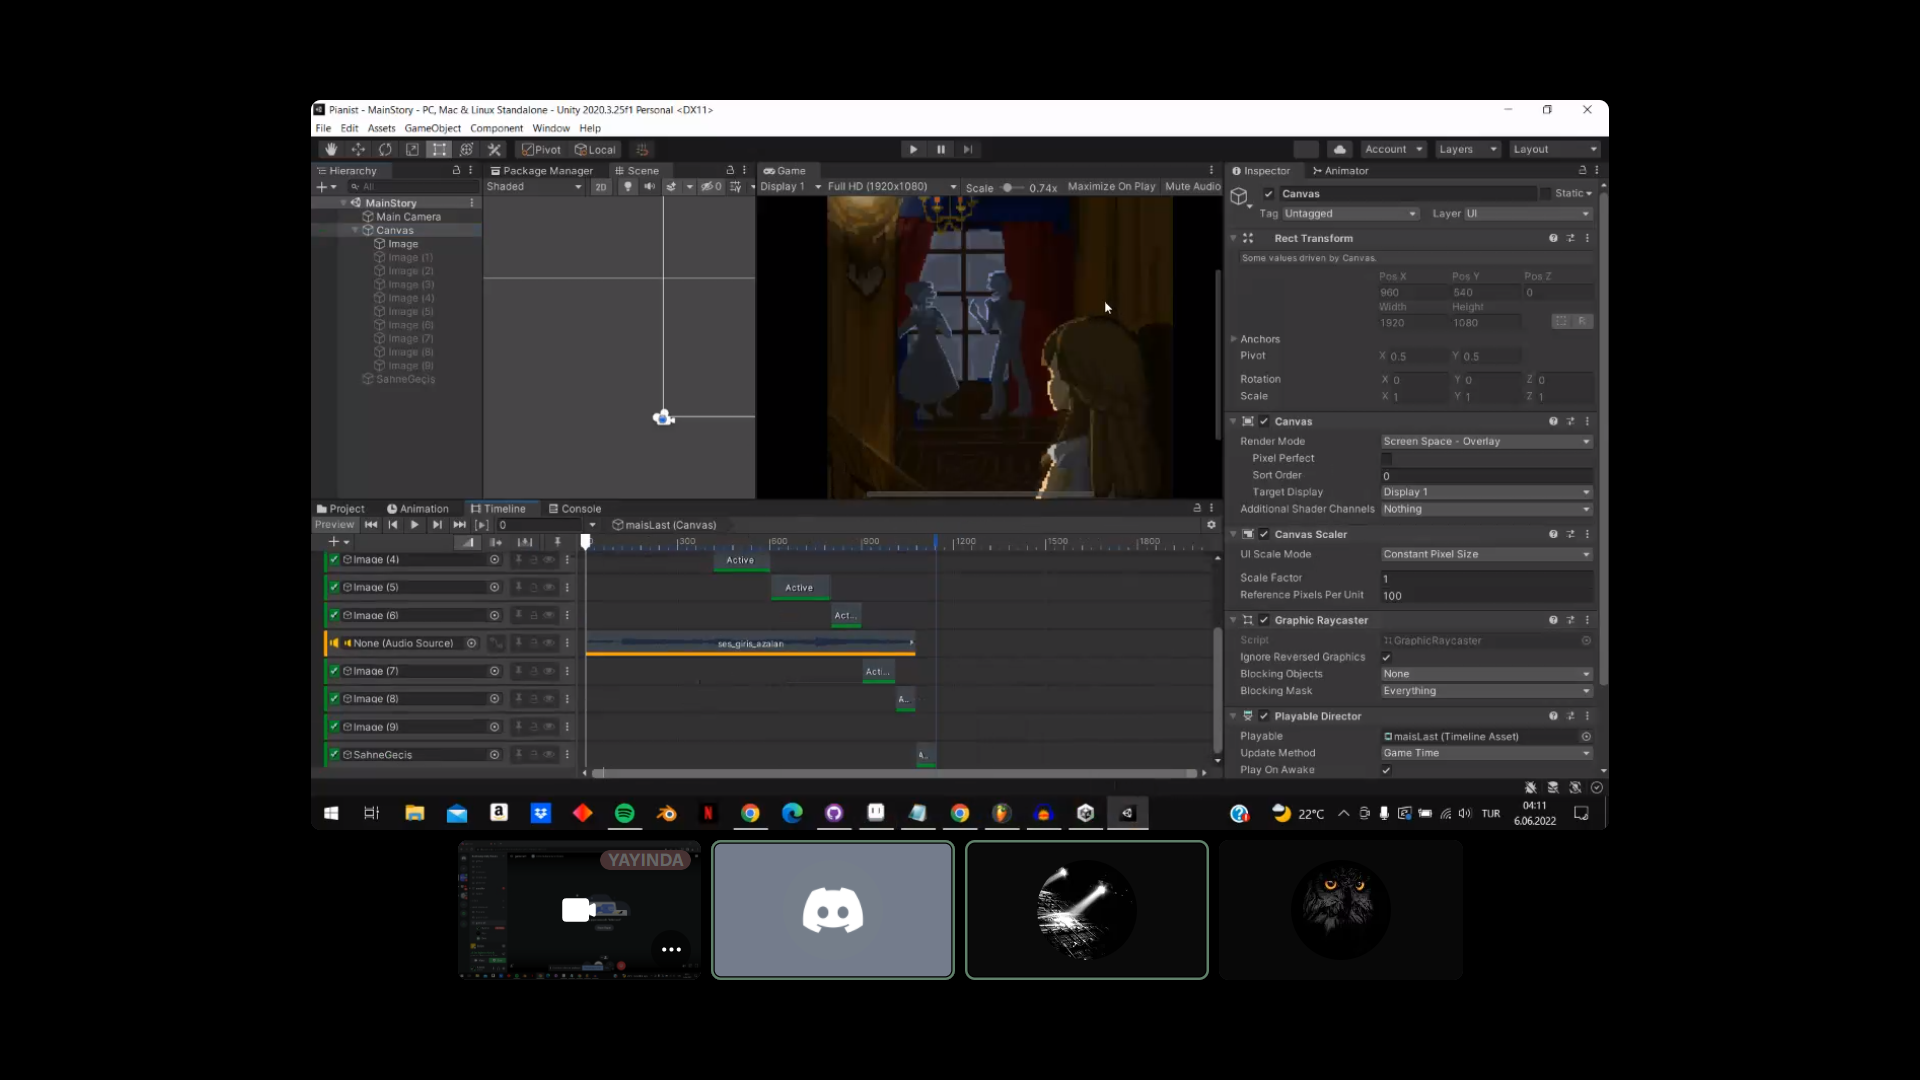 Pianist - MainStory - PC, Mac & Linux Standalone - Unity 2020.3.25f1 Personal <DX11>
File Edit Assets GameObject Component Window Help
Pivot Local Account Layers Layout
Hierarchy Package Manager Scene Game Inspector Animator
All Shaded 2D 0 Display 1 Full HD (1920x1080) Scale 0.74x Maximize On Play Mute Audio
Canvas Static
MainStory
Main Camera
Canvas
Image
Image (1)
Image (2)
Image (3)
Image (4)
Image (5)
Image (6)
Image (7)
Image (8)
Image (9)
SahneGeçiş
Tag Untagged Layer UI
Rect Transform
Some values driven by Canvas.
Pos X Pos Y Pos Z
960 540 0
Width Height
1920 1080 R
Anchors
Pivot X 0.5 Y 0.5
Rotation X 0 Y 0 Z 0
Scale X 1 Y 1 Z 1
Canvas
Render Mode Screen Space - Overlay
Pixel Perfect
Sort Order 0
Target Display Display 1
Additional Shader Channels Nothing
Canvas Scaler
UI Scale Mode Constant Pixel Size
Scale Factor 1
Reference Pixels Per Unit 100
Graphic Raycaster
Script GraphicRaycaster
Ignore Reversed Graphics
Blocking Objects None
Blocking Mask Everything
Playable Director
Playable maisLast (Timeline Asset)
Update Method Game Time
Play On Awake
Project Animation Timeline Console
Preview 0 maisLast (Canvas)
300 600 900 1200 1500 1800
Image (4) Active
Image (5) Active
Image (6) Act...
None (Audio Source) ses_giris_azalan
Image (7) Acti...
Image (8) A...
Image (9)
SahneGeçiş A...
22°C TUR 04:11
6.06.2022
YAYINDA